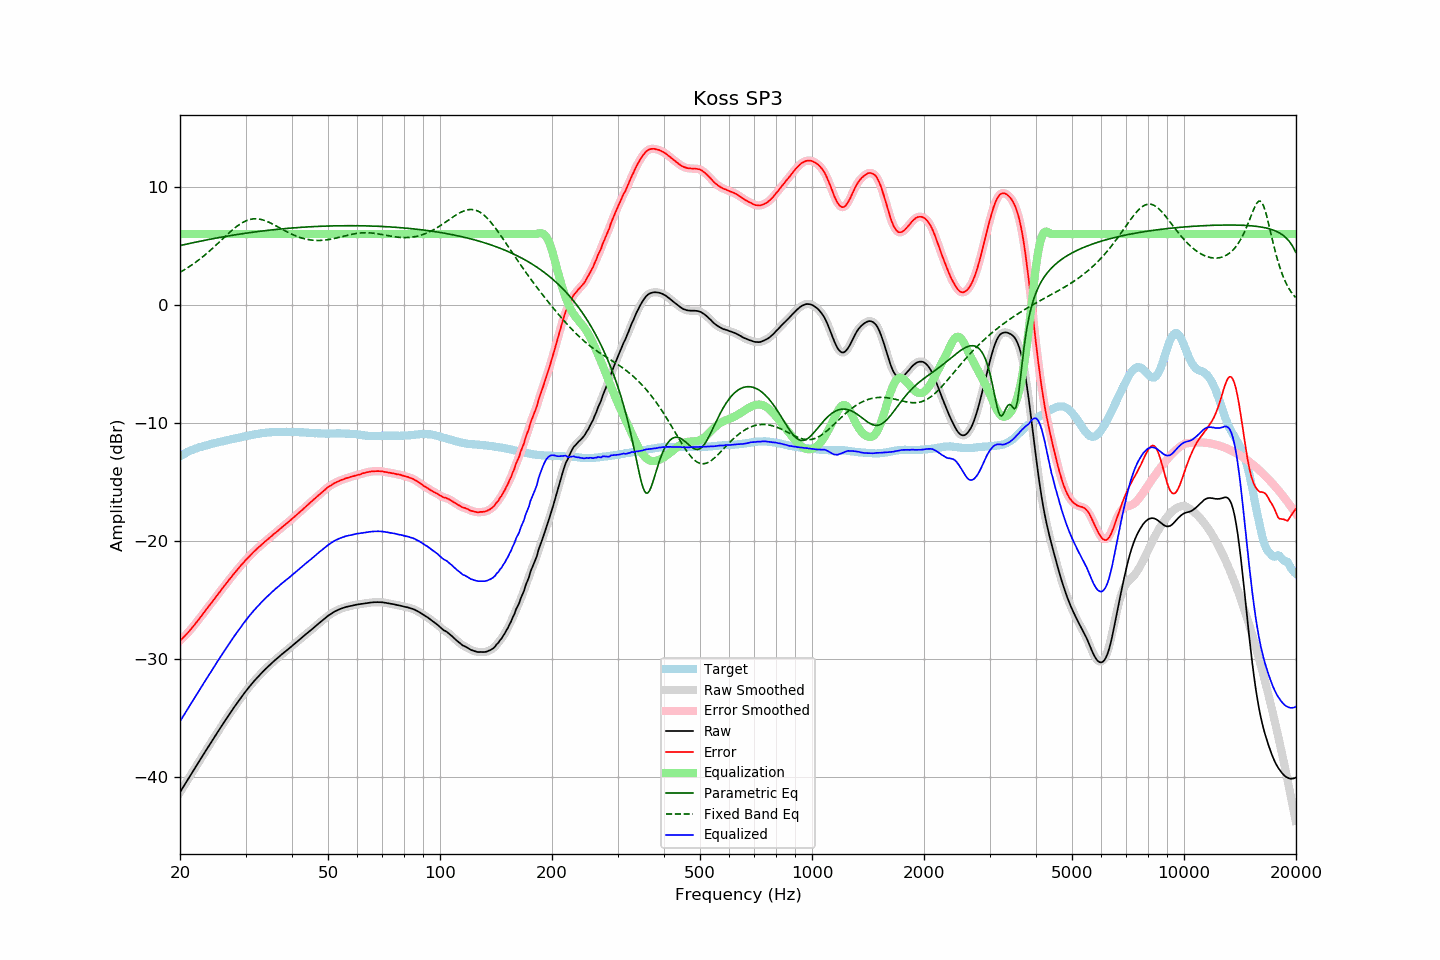 Koss SP3
Amplitude (dBr)
10
0
−10
−20
−30
−40
Target
Raw Smoothed
Error Smoothed
Raw
Error
Equalization
Parametric Eq
Fixed Band Eq
Equalized
20 50 100 200 500 1000 2000 5000 10000 20000
Frequency (Hz)